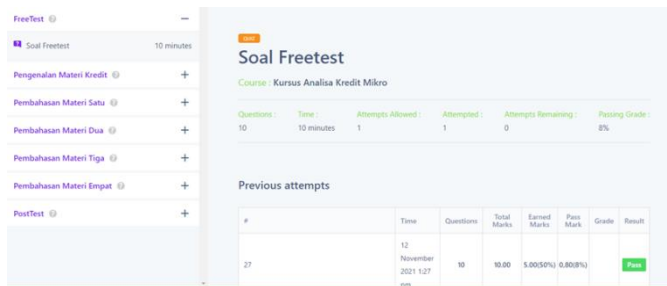 FreeTest
Soal Freetest 10 minutes
Pengenalan Materi Kredit
Pembahasan Materi Satu
Pembahasan Materi Dua
Pembahasan Materi Tiga
Pembahasan Materi Empat
PostTest
Soal Freetest
Course : Kursus Analisa Kredit Mikro
Questions : Time : Attempts Allowed : Attempted : Attempts Remaining : Passing Grade :
10 10 minutes 1 1 0 8%
Previous attempts
# Time Questions Total Marks Earned Marks Pass Mark Grade Result
27 12 November 2021 1:27 10 10.00 5.00(50%) 0.80(8%) Pass